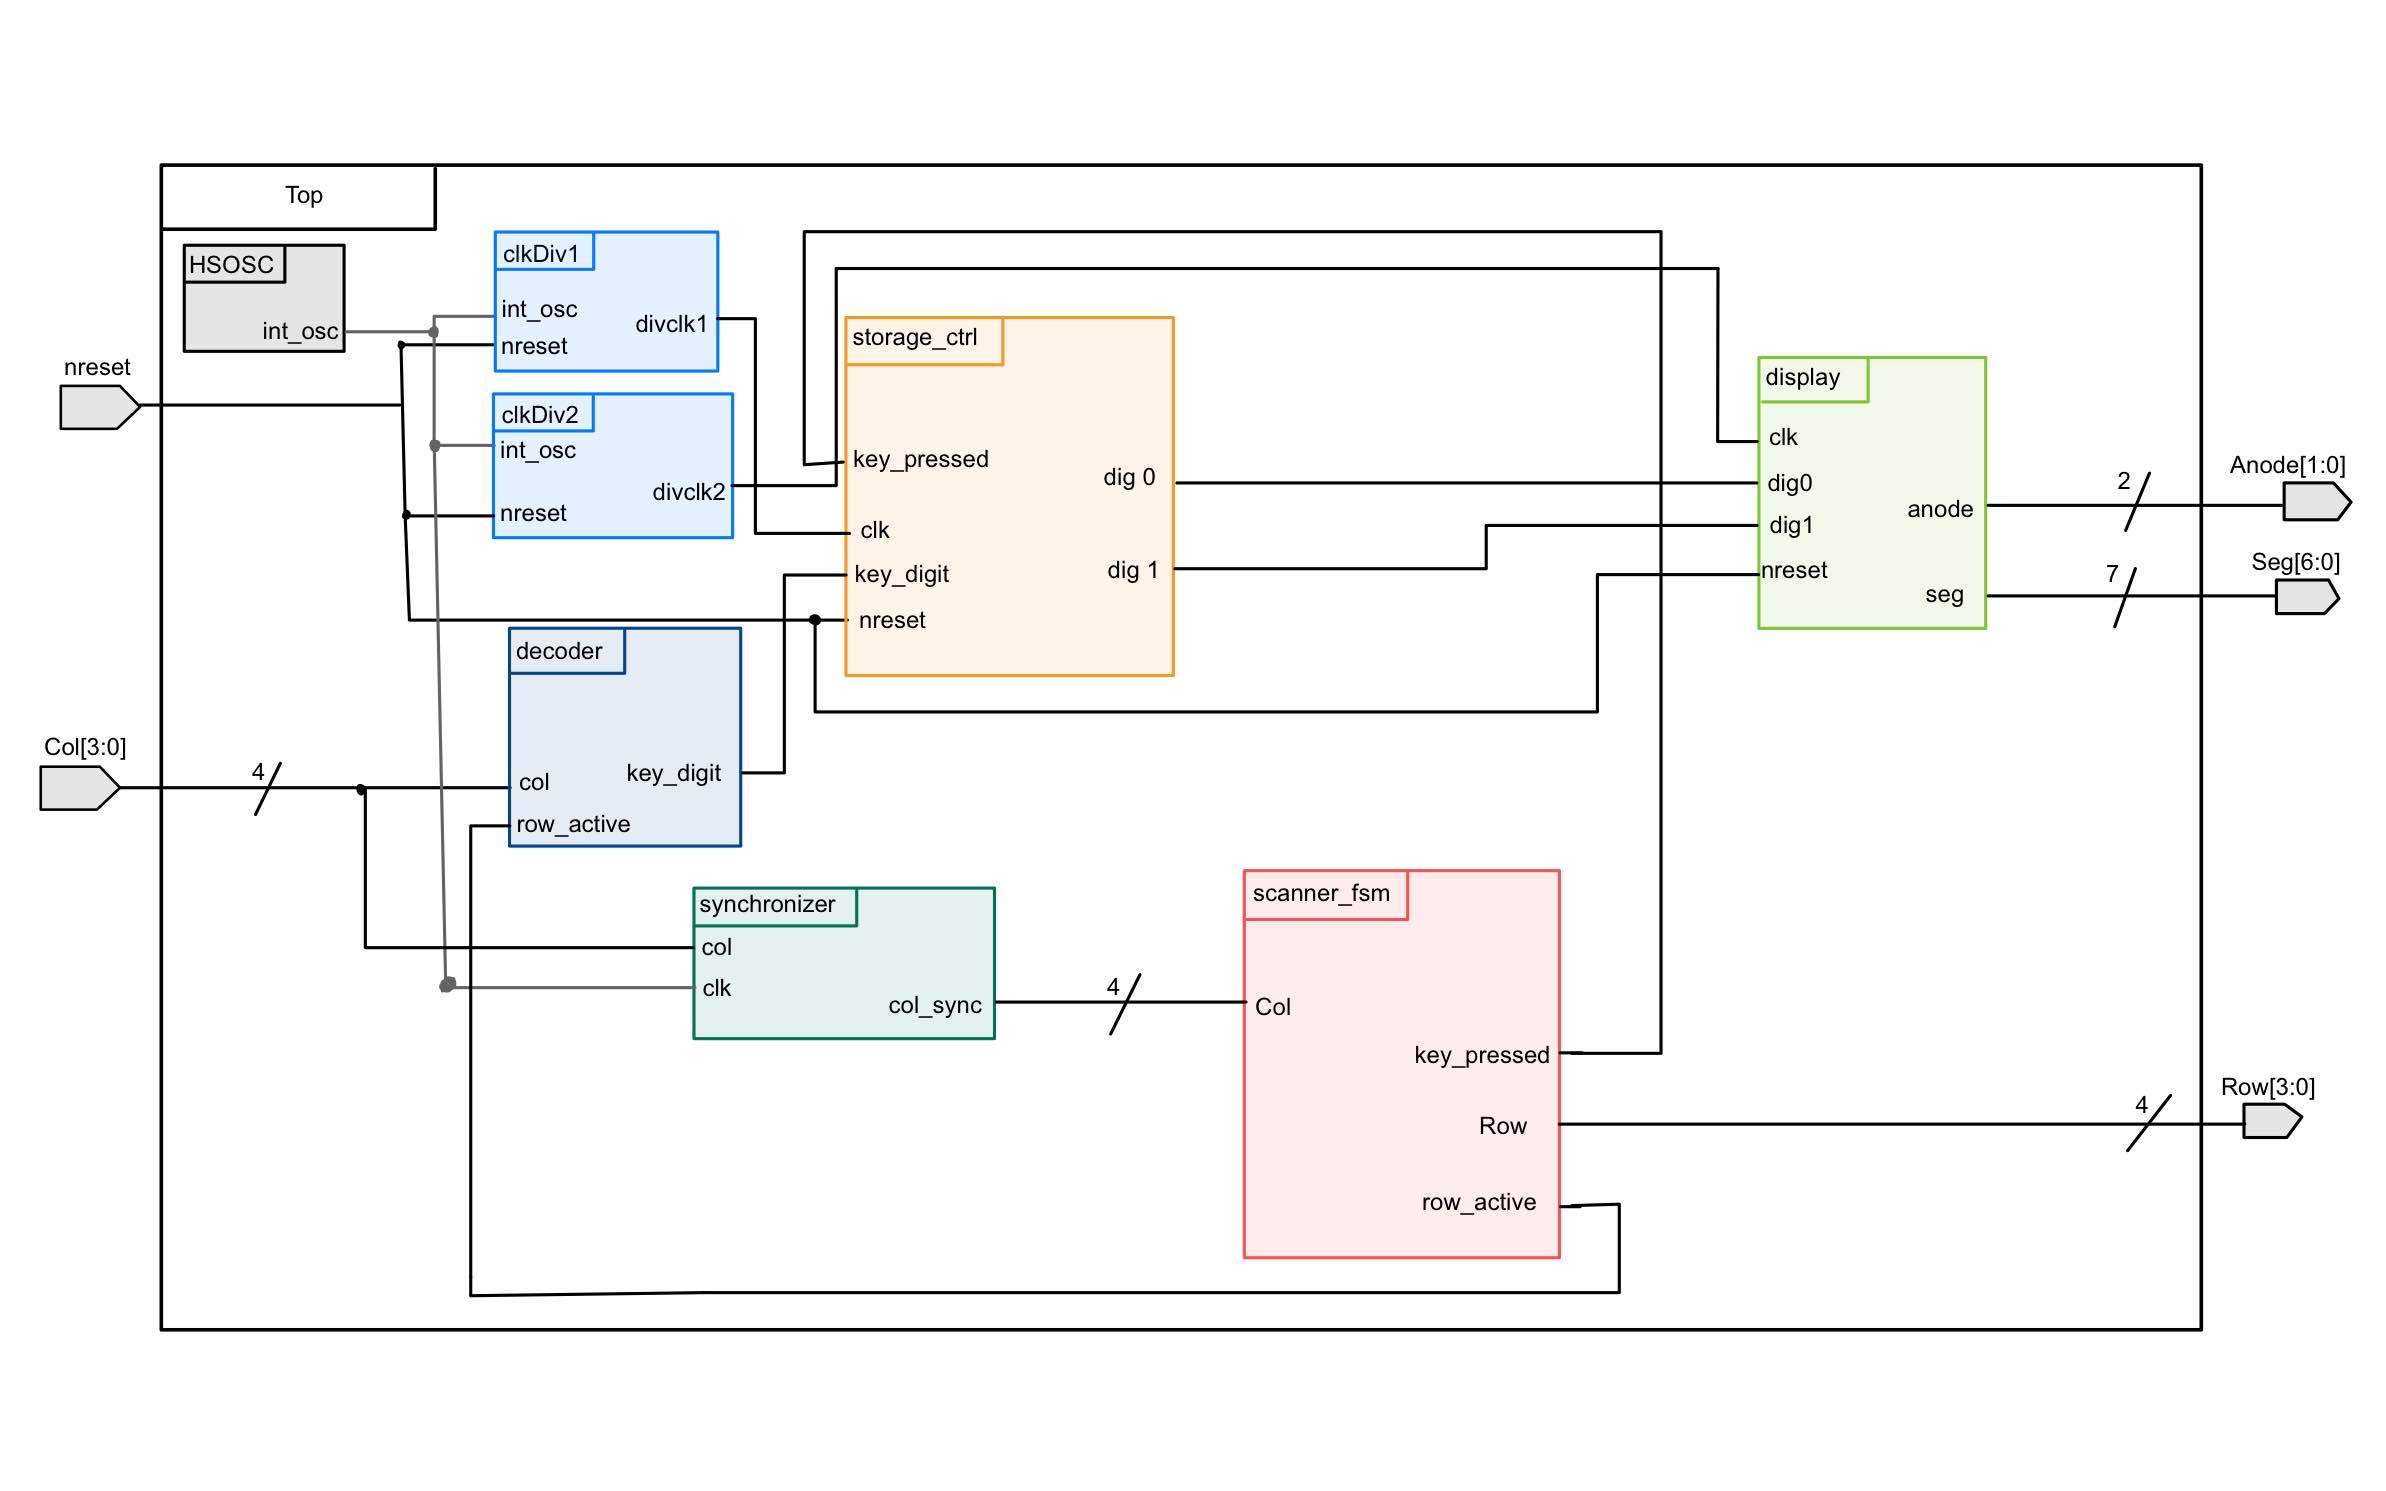 Top
HSOSC
int_osc
nreset
clkDiv1
int_osc
nreset
divclk1
clkDiv2
int_osc
nreset
divclk2
storage_ctrl
key_pressed
clk
key_digit
nreset
dig 0
dig 1
display
clk
dig0
dig1
nreset
anode
seg
2
Anode[1:0]
7
Seg[6:0]
decoder
col
row_active
key_digit
Col[3:0]
4
synchronizer
col
clk
col_sync
4
scanner_fsm
Col
key_pressed
Row
row_active
4
Row[3:0]